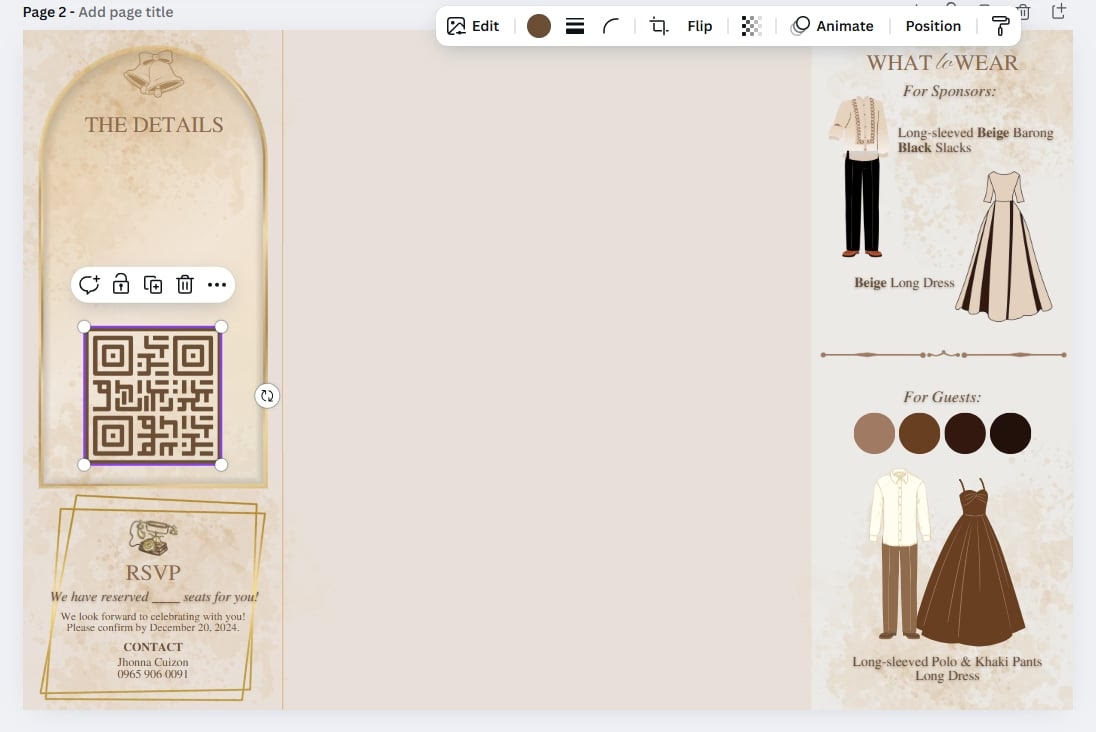 Page 2 - Add page title
Edit
Flip
Animate
Position
THE DETAILS
RSVP
We have reserved ____ seats for you!
We look forward to celebrating with you!
Please confirm by December 20, 2024.
CONTACT
Jhonna Cuizon
0965 906 0091
WHAT to WEAR
For Sponsors:
Long-sleeved Beige Barong
Black Slacks
Beige Long Dress
For Guests:
Long-sleeved Polo & Khaki Pants
Long Dress